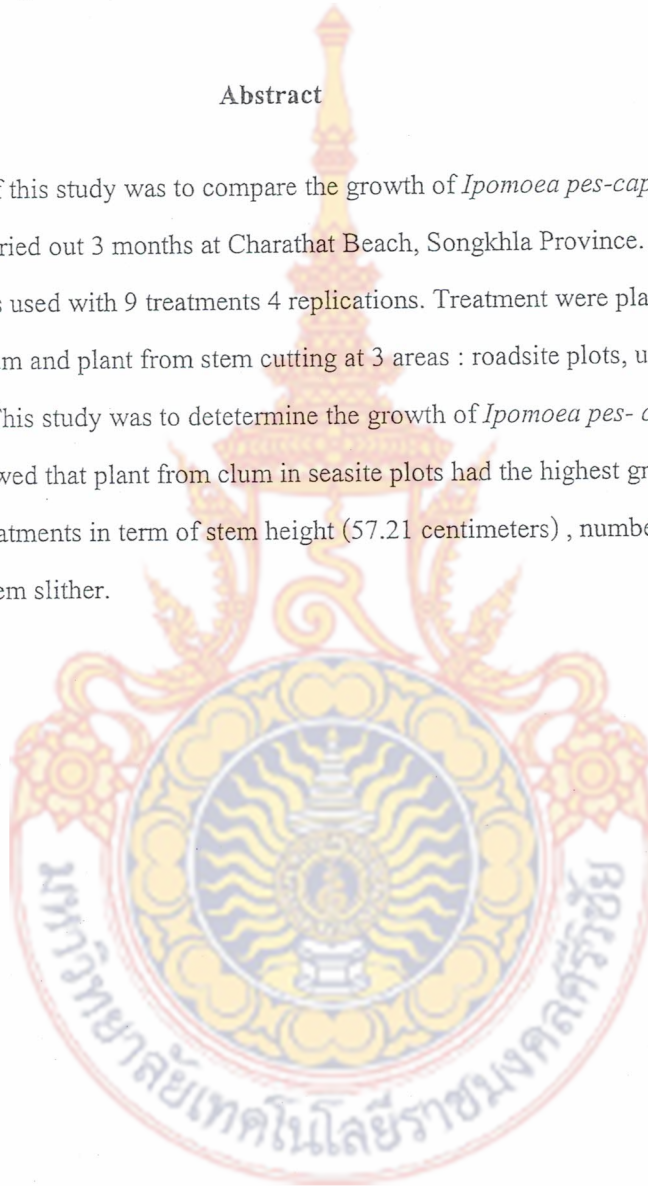 Abstract
f this study was to compare the growth of Ipomoea pes-cap
ried out 3 months at Charathat Beach, Songkhla Province.
s used with 9 treatments 4 replications. Treatment were pla
m and plant from stem cutting at 3 areas : roadsite plots, u
This study was to detetermine the growth of Ipomoea pes- c
ved that plant from clum in seasite plots had the highest gr
atments in term of stem height (57.21 centimeters) , numbe
em slither.
มหาวิทยาลัยเทคโนโลยีราชมงคลศรีวิชัย